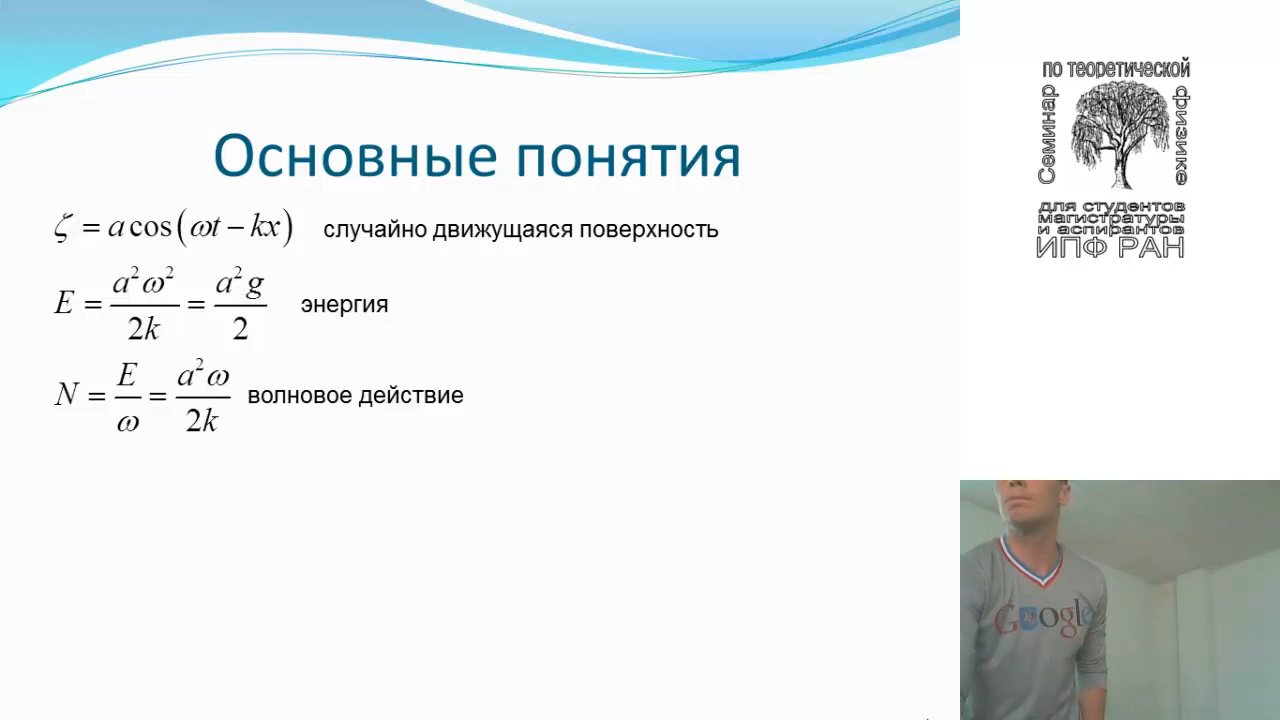 Основные понятия
ζ = a cos(ωt − kx) случайно движущаяся поверхность
E = a²ω²/2k = a²g/2 энергия
N = E/ω = a²ω/2k волновое действие
Семинар
по теоретической
физике
для студентов
магистратуры
и аспирантов
ИПФ РАН
Google